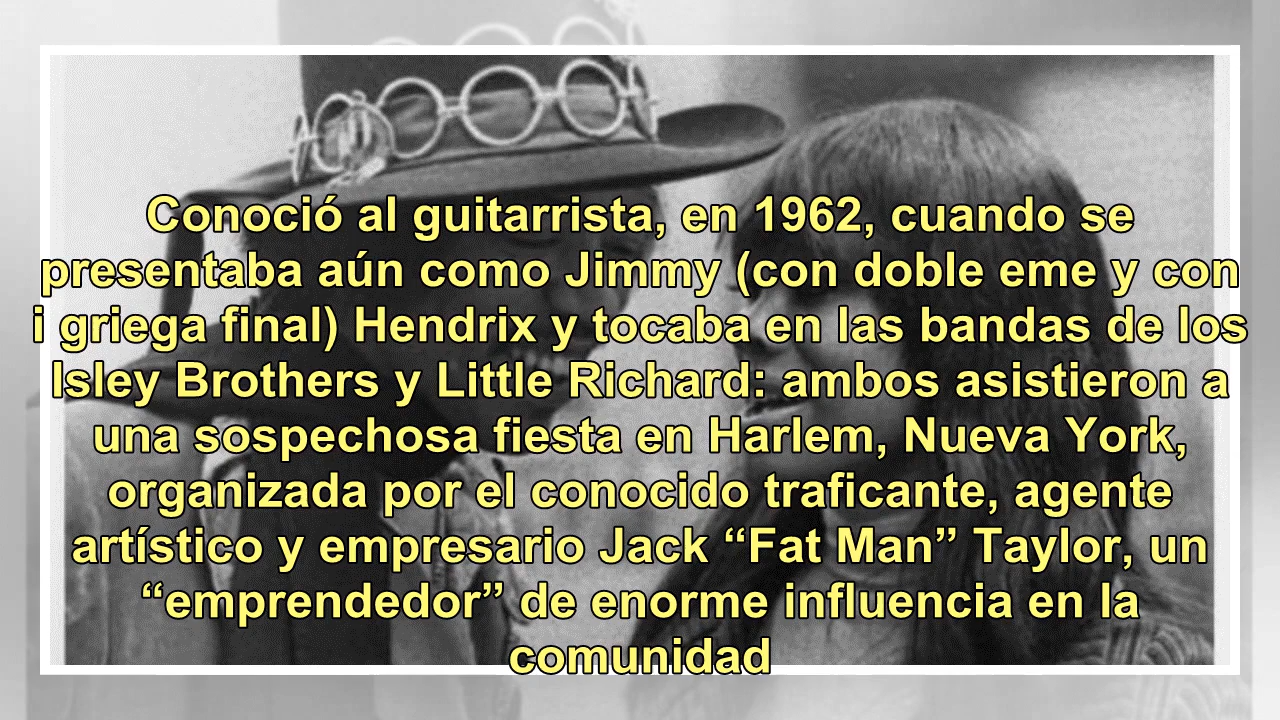 Conoció al guitarrista, en 1962, cuando se
presentaba aún como Jimmy (con doble eme y con
i griega final) Hendrix y tocaba en las bandas de los
Isley Brothers y Little Richard: ambos asistieron a
una sospechosa fiesta en Harlem, Nueva York,
organizada por el conocido traficante, agente
artístico y empresario Jack “Fat Man” Taylor, un
“emprendedor” de enorme influencia en la
comunidad